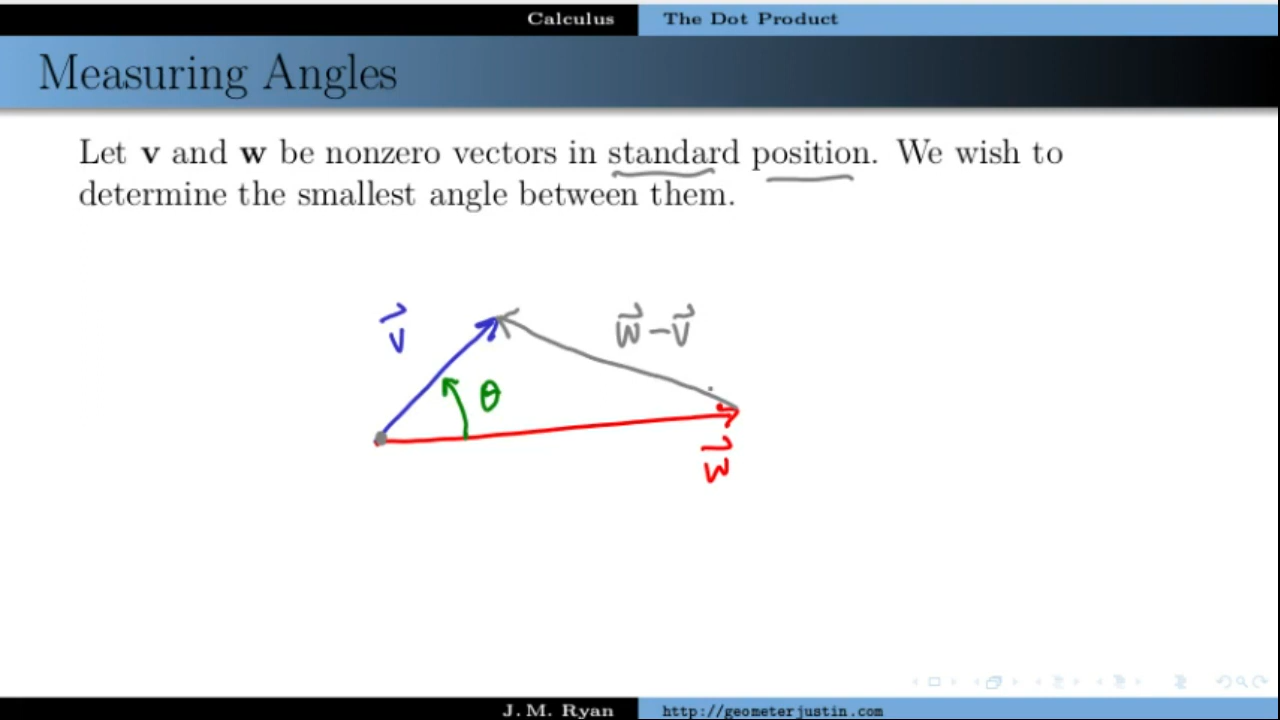 Calculus The Dot Product
Measuring Angles
Let v and w be nonzero vectors in standard position. We wish to
determine the smallest angle between them.
v⃗
w⃗ − v⃗
θ
w⃗
J. M. Ryan http://geometerjustin.com